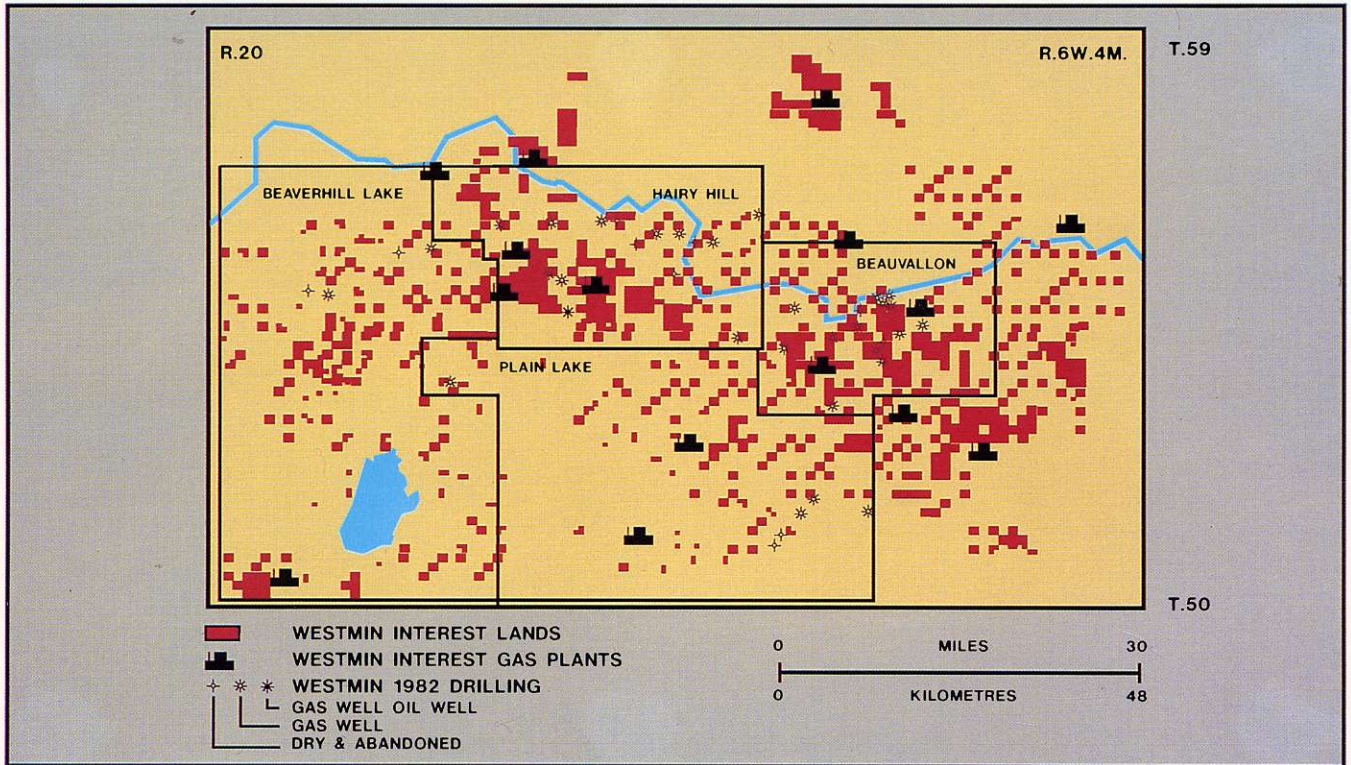 R.20
R.6W.4M.
T.59
BEAVERHILL LAKE
HAIRY HILL
BEAUVALLON
PLAIN LAKE
T.50
WESTMIN INTEREST LANDS
WESTMIN INTEREST GAS PLANTS
WESTMIN 1982 DRILLING
GAS WELL OIL WELL
GAS WELL
DRY & ABANDONED
0 MILES 30
0 KILOMETRES 48